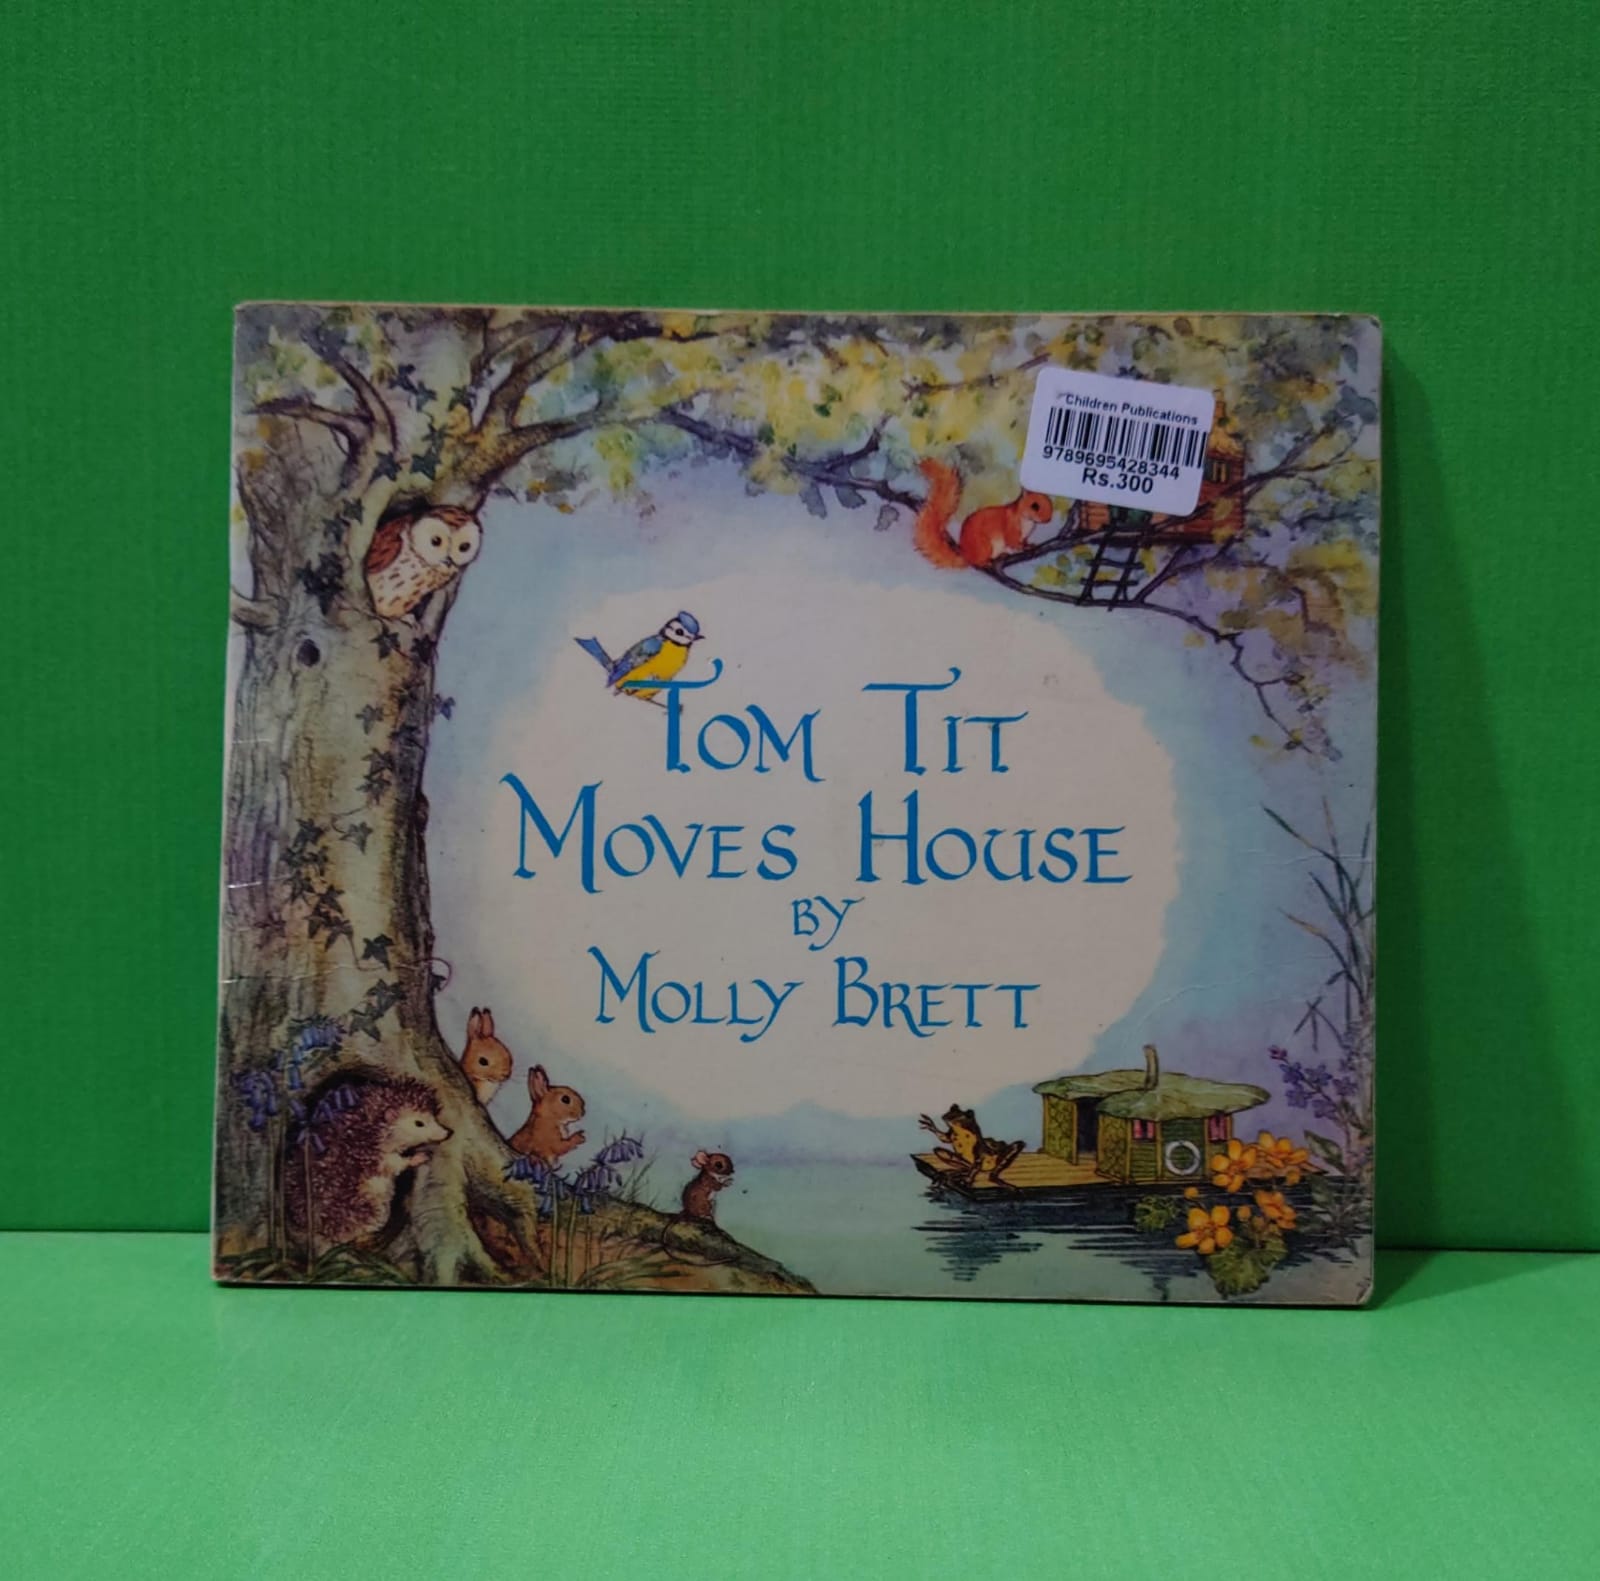 Children Publications
9789695428344
Rs.300
TOM TIT
MOVES HOUSE
BY
MOLLY BRETT